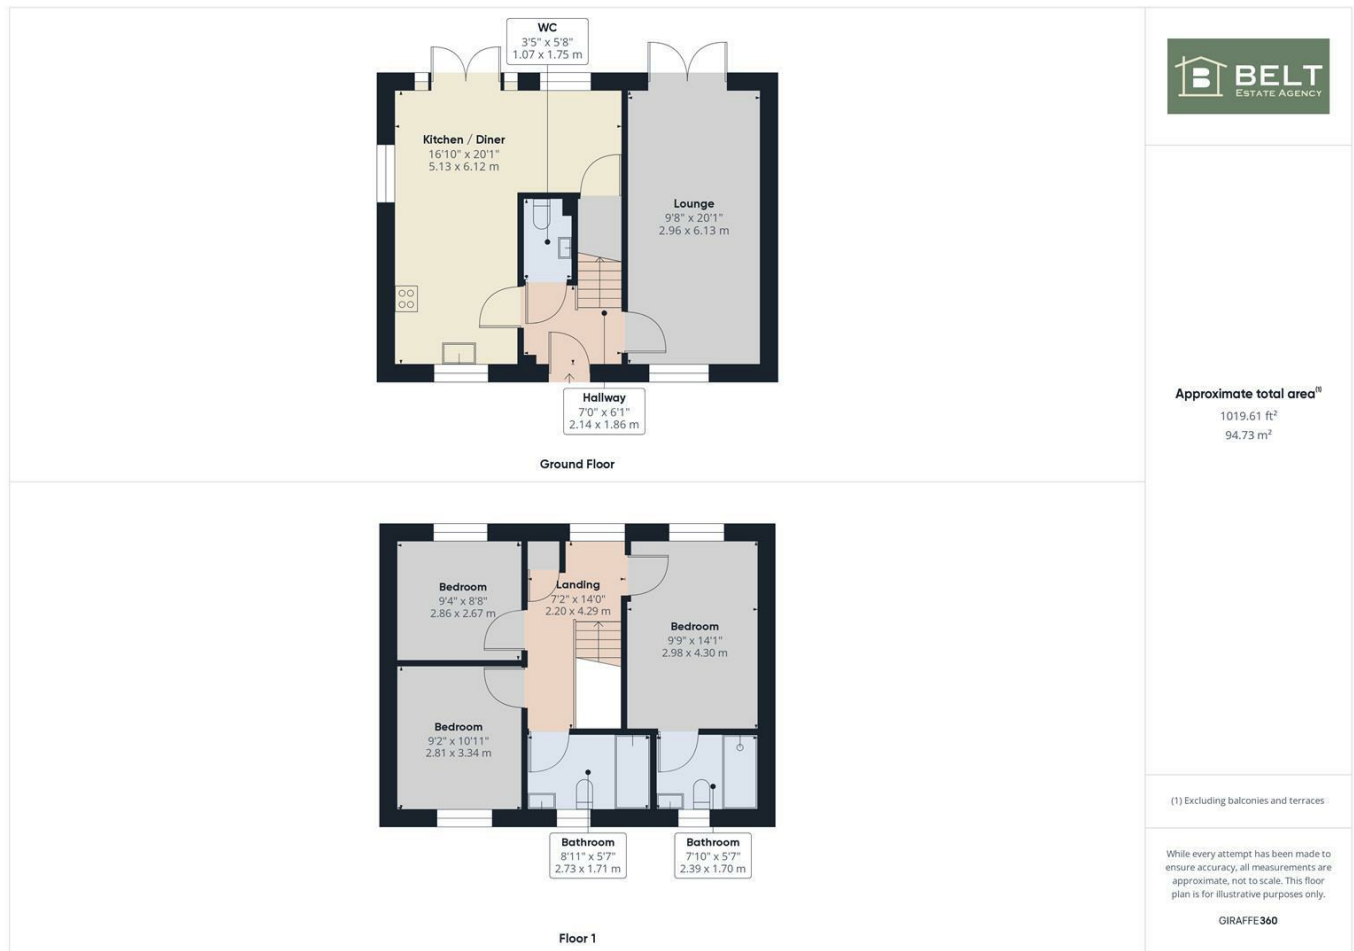 WC
3'5" x 5'8"
1.07 x 1.75 m
Kitchen / Diner
16'10" x 20'1"
5.13 x 6.12 m
Lounge
9'8" x 20'1"
2.96 x 6.13 m
Hallway
7'0" x 6'1"
2.14 x 1.86 m
Ground Floor
Bedroom
9'4" x 8'8"
2.86 x 2.67 m
Landing
7'2" x 14'0"
2.20 x 4.29 m
Bedroom
9'9" x 14'1"
2.98 x 4.30 m
Bedroom
9'2" x 10'11"
2.81 x 3.34 m
Bathroom
8'11" x 5'7"
2.73 x 1.71 m
Bathroom
7'10" x 5'7"
2.39 x 1.70 m
Floor 1
B BELT
ESTATE AGENCY
Approximate total area⁽¹⁾
1019.61 ft²
94.73 m²
(1) Excluding balconies and terraces
While every attempt has been made to
ensure accuracy, all measurements are
approximate, not to scale. This floor
plan is for illustrative purposes only.
GIRAFFE360